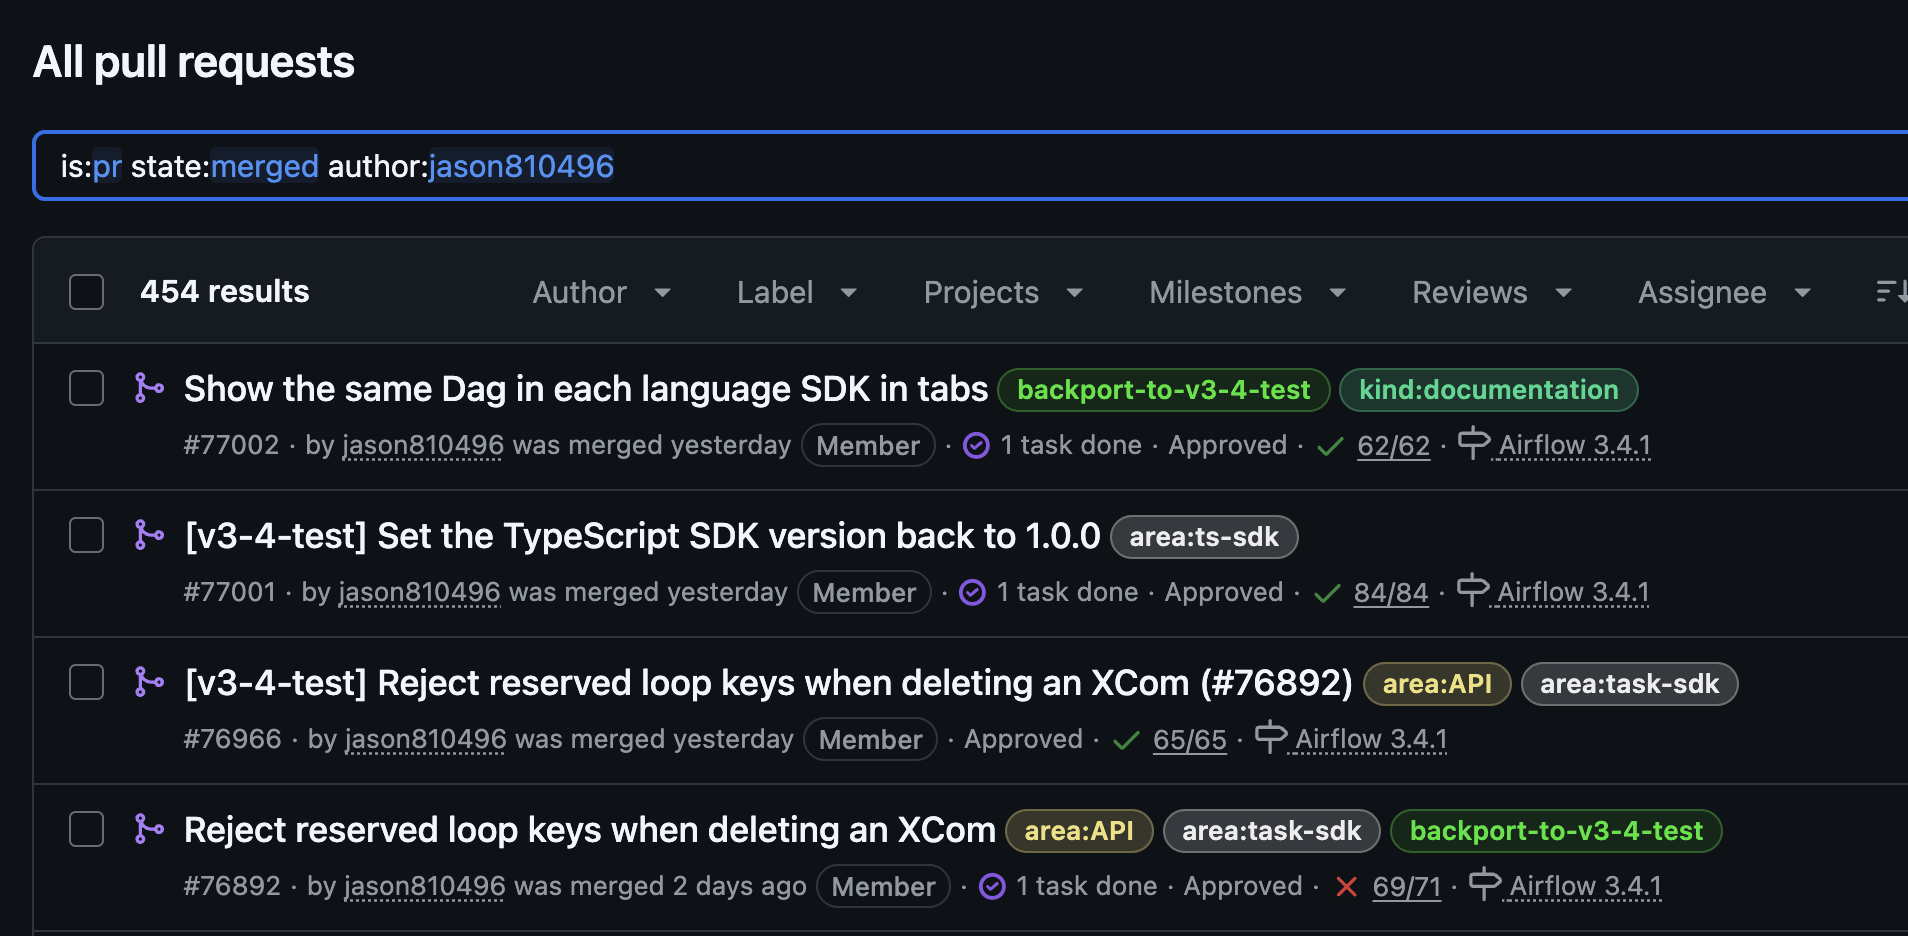 All pull requests
is:pr state:merged author:jason810496
454 results Author Label Projects Milestones Reviews Assignee
Show the same Dag in each language SDK in tabs backport-to-v3-4-test kind:documentation
#77002 · by jason810496 was merged yesterday Member · 1 task done · Approved · 62/62 · Airflow 3.4.1
[v3-4-test] Set the TypeScript SDK version back to 1.0.0 area:ts-sdk
#77001 · by jason810496 was merged yesterday Member · 1 task done · Approved · 84/84 · Airflow 3.4.1
[v3-4-test] Reject reserved loop keys when deleting an XCom (#76892) area:API area:task-sdk
#76966 · by jason810496 was merged yesterday Member · Approved · 65/65 · Airflow 3.4.1
Reject reserved loop keys when deleting an XCom area:API area:task-sdk backport-to-v3-4-test
#76892 · by jason810496 was merged 2 days ago Member · 1 task done · Approved · 69/71 · Airflow 3.4.1